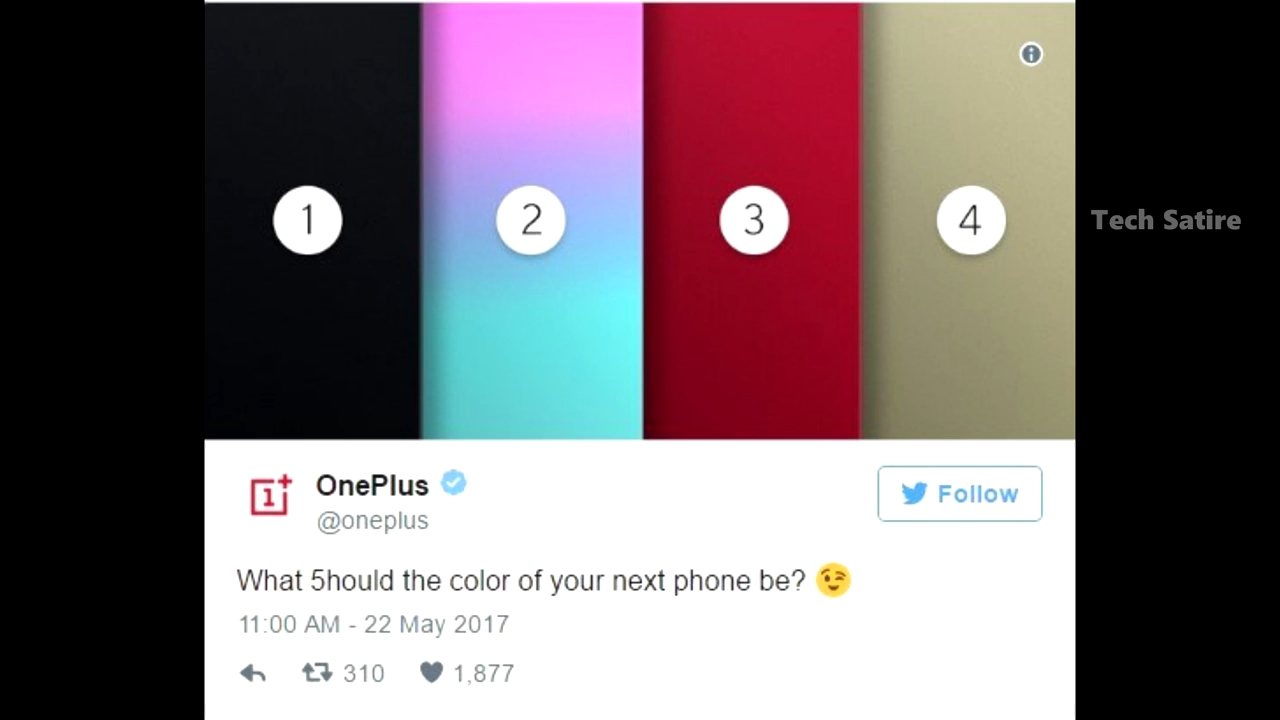 1 2 3 4
Tech Satire
OnePlus
@oneplus
Follow
What 5hould the color of your next phone be? 😉
11:00 AM - 22 May 2017
310 1,877